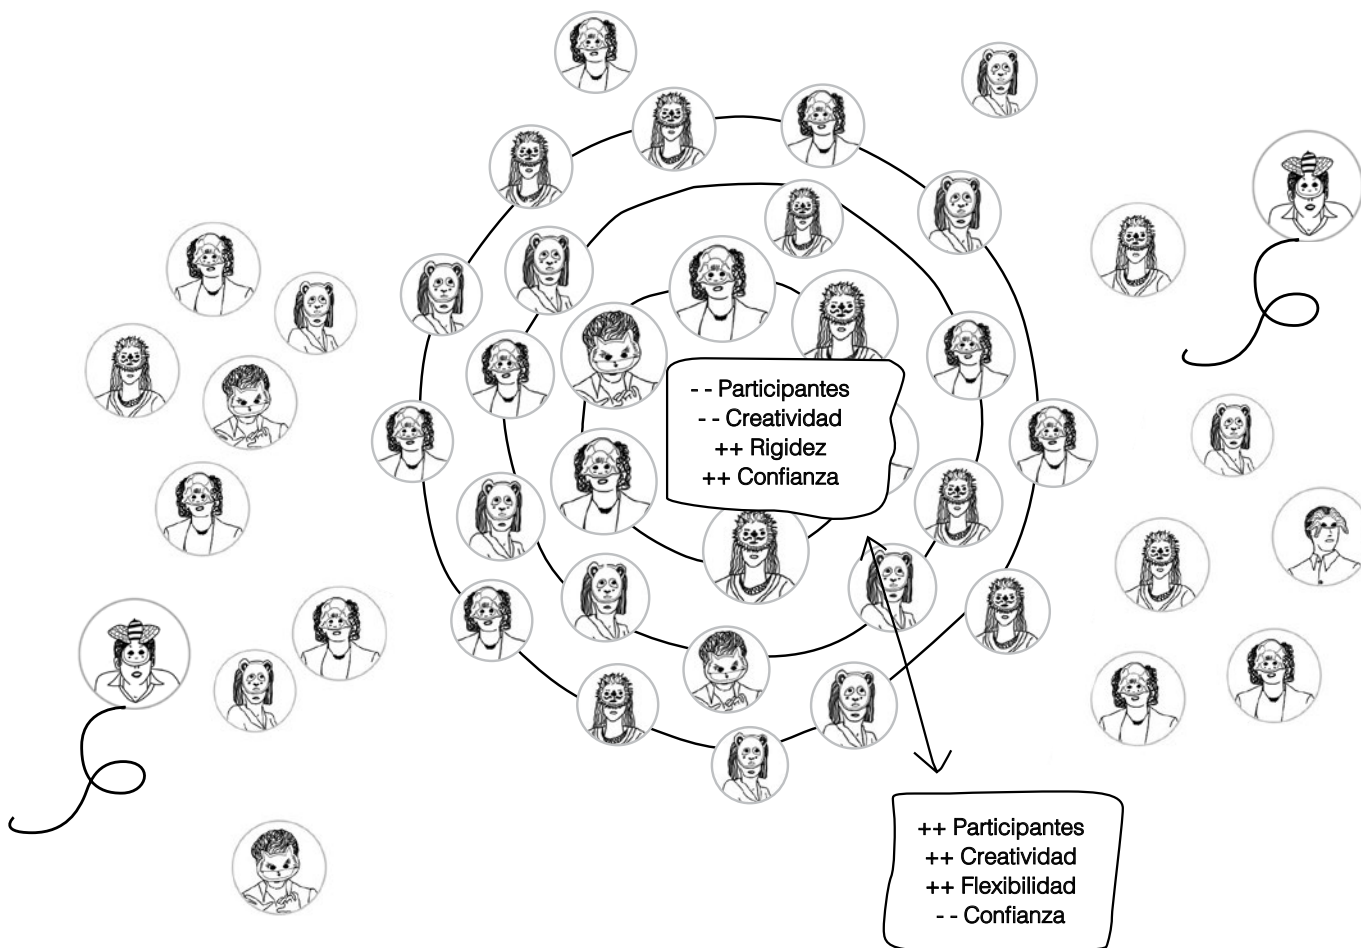 - - Participantes
- - Creatividad
++ Rigidez
++ Confianza
++ Participantes
++ Creatividad
++ Flexibilidad
- - Confianza